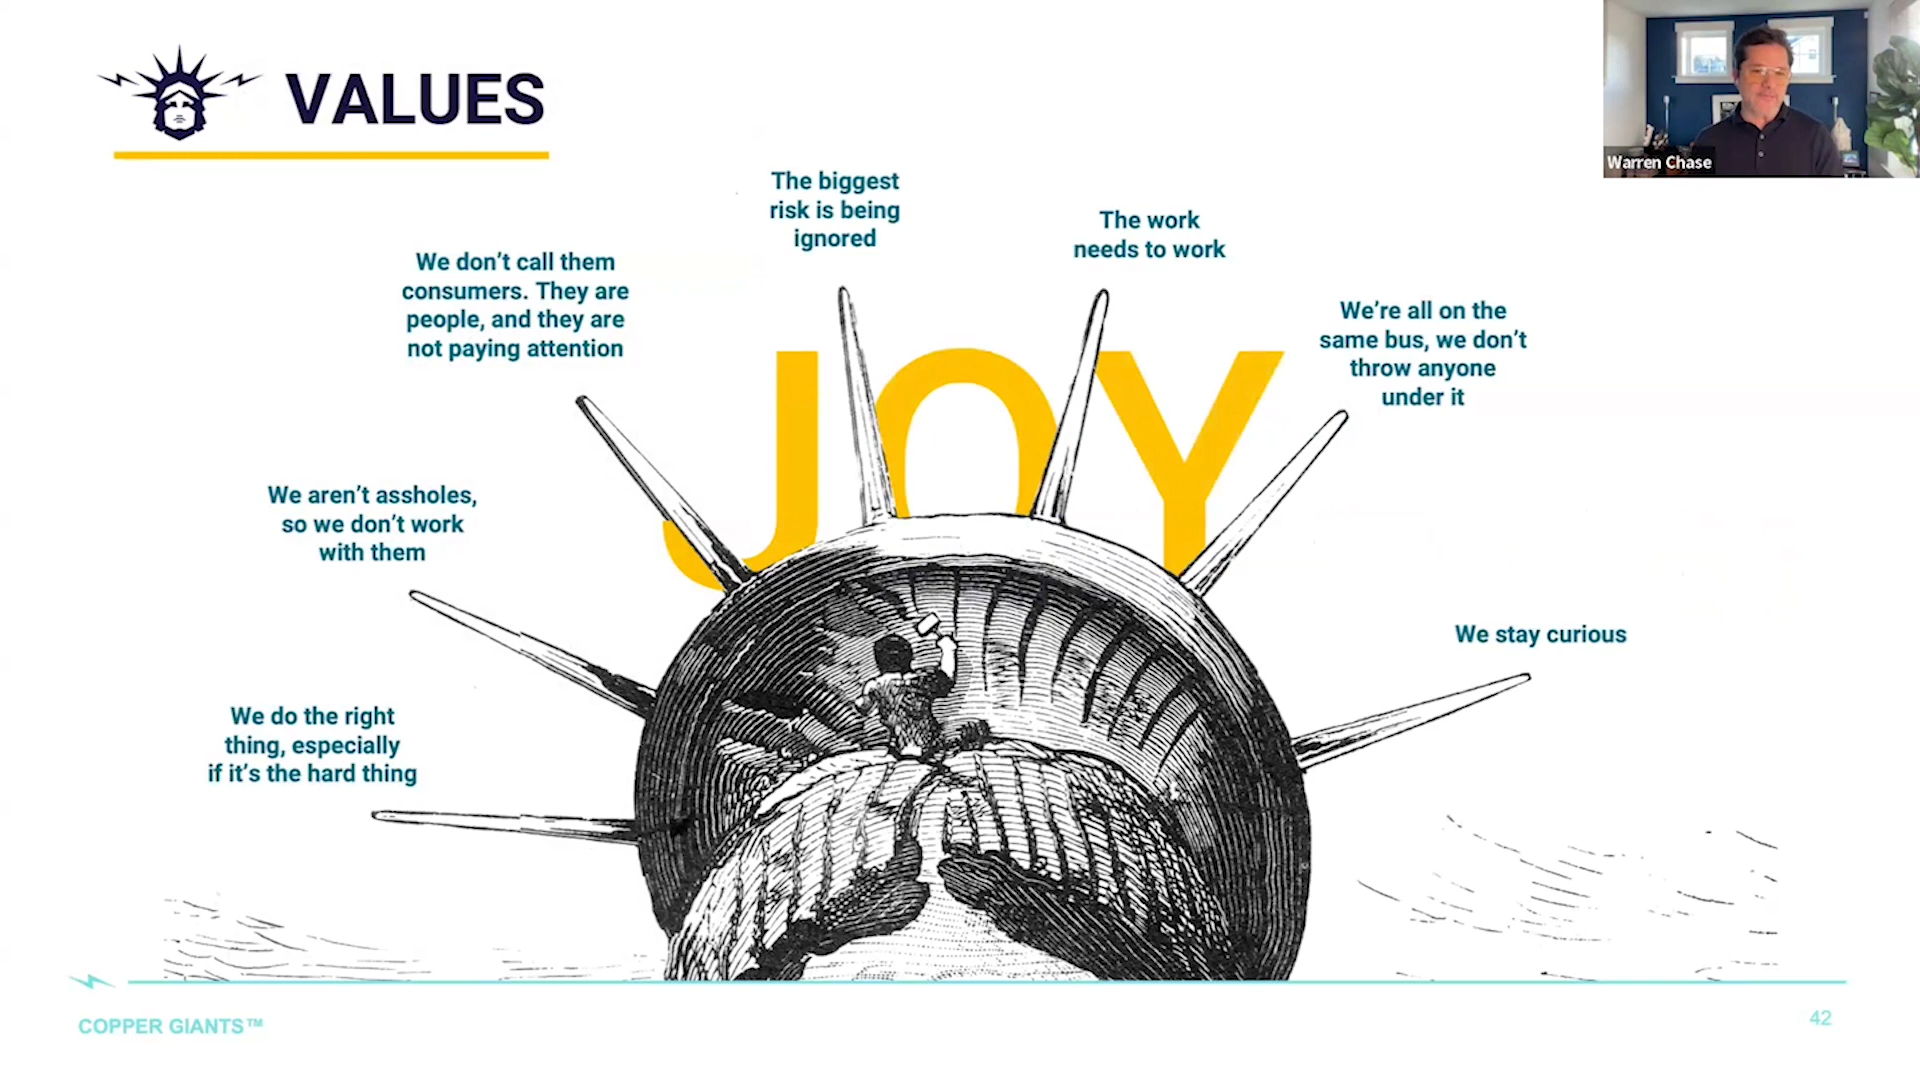 VALUES
Warren Chase
The biggest
risk is being
ignored
The work
needs to work
We don’t call them
consumers. They are
people, and they are
not paying attention
We’re all on the
same bus, we don’t
throw anyone
under it
JOY
We aren’t assholes,
so we don’t work
with them
We stay curious
We do the right
thing, especially
if it’s the hard thing
COPPER GIANTS™
42